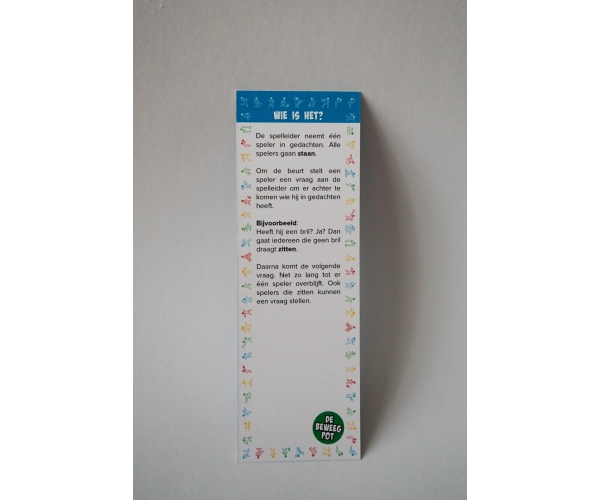 WIE IS HET?
De spelleider neemt één
speler in gedachten. Alle
spelers gaan staan.
Om de beurt stelt een
speler een vraag aan de
spelleider om er achter te
komen wie hij in gedachten
heeft.
Bijvoorbeeld:
Heeft hij een bril? Ja? Dan
gaat iedereen die geen bril
draagt zitten.
Daarna komt de volgende
vraag. Net zo lang tot er
één speler overblijft. Ook
spelers die zitten kunnen
een vraag stellen.
DE
BEWEEG
POT